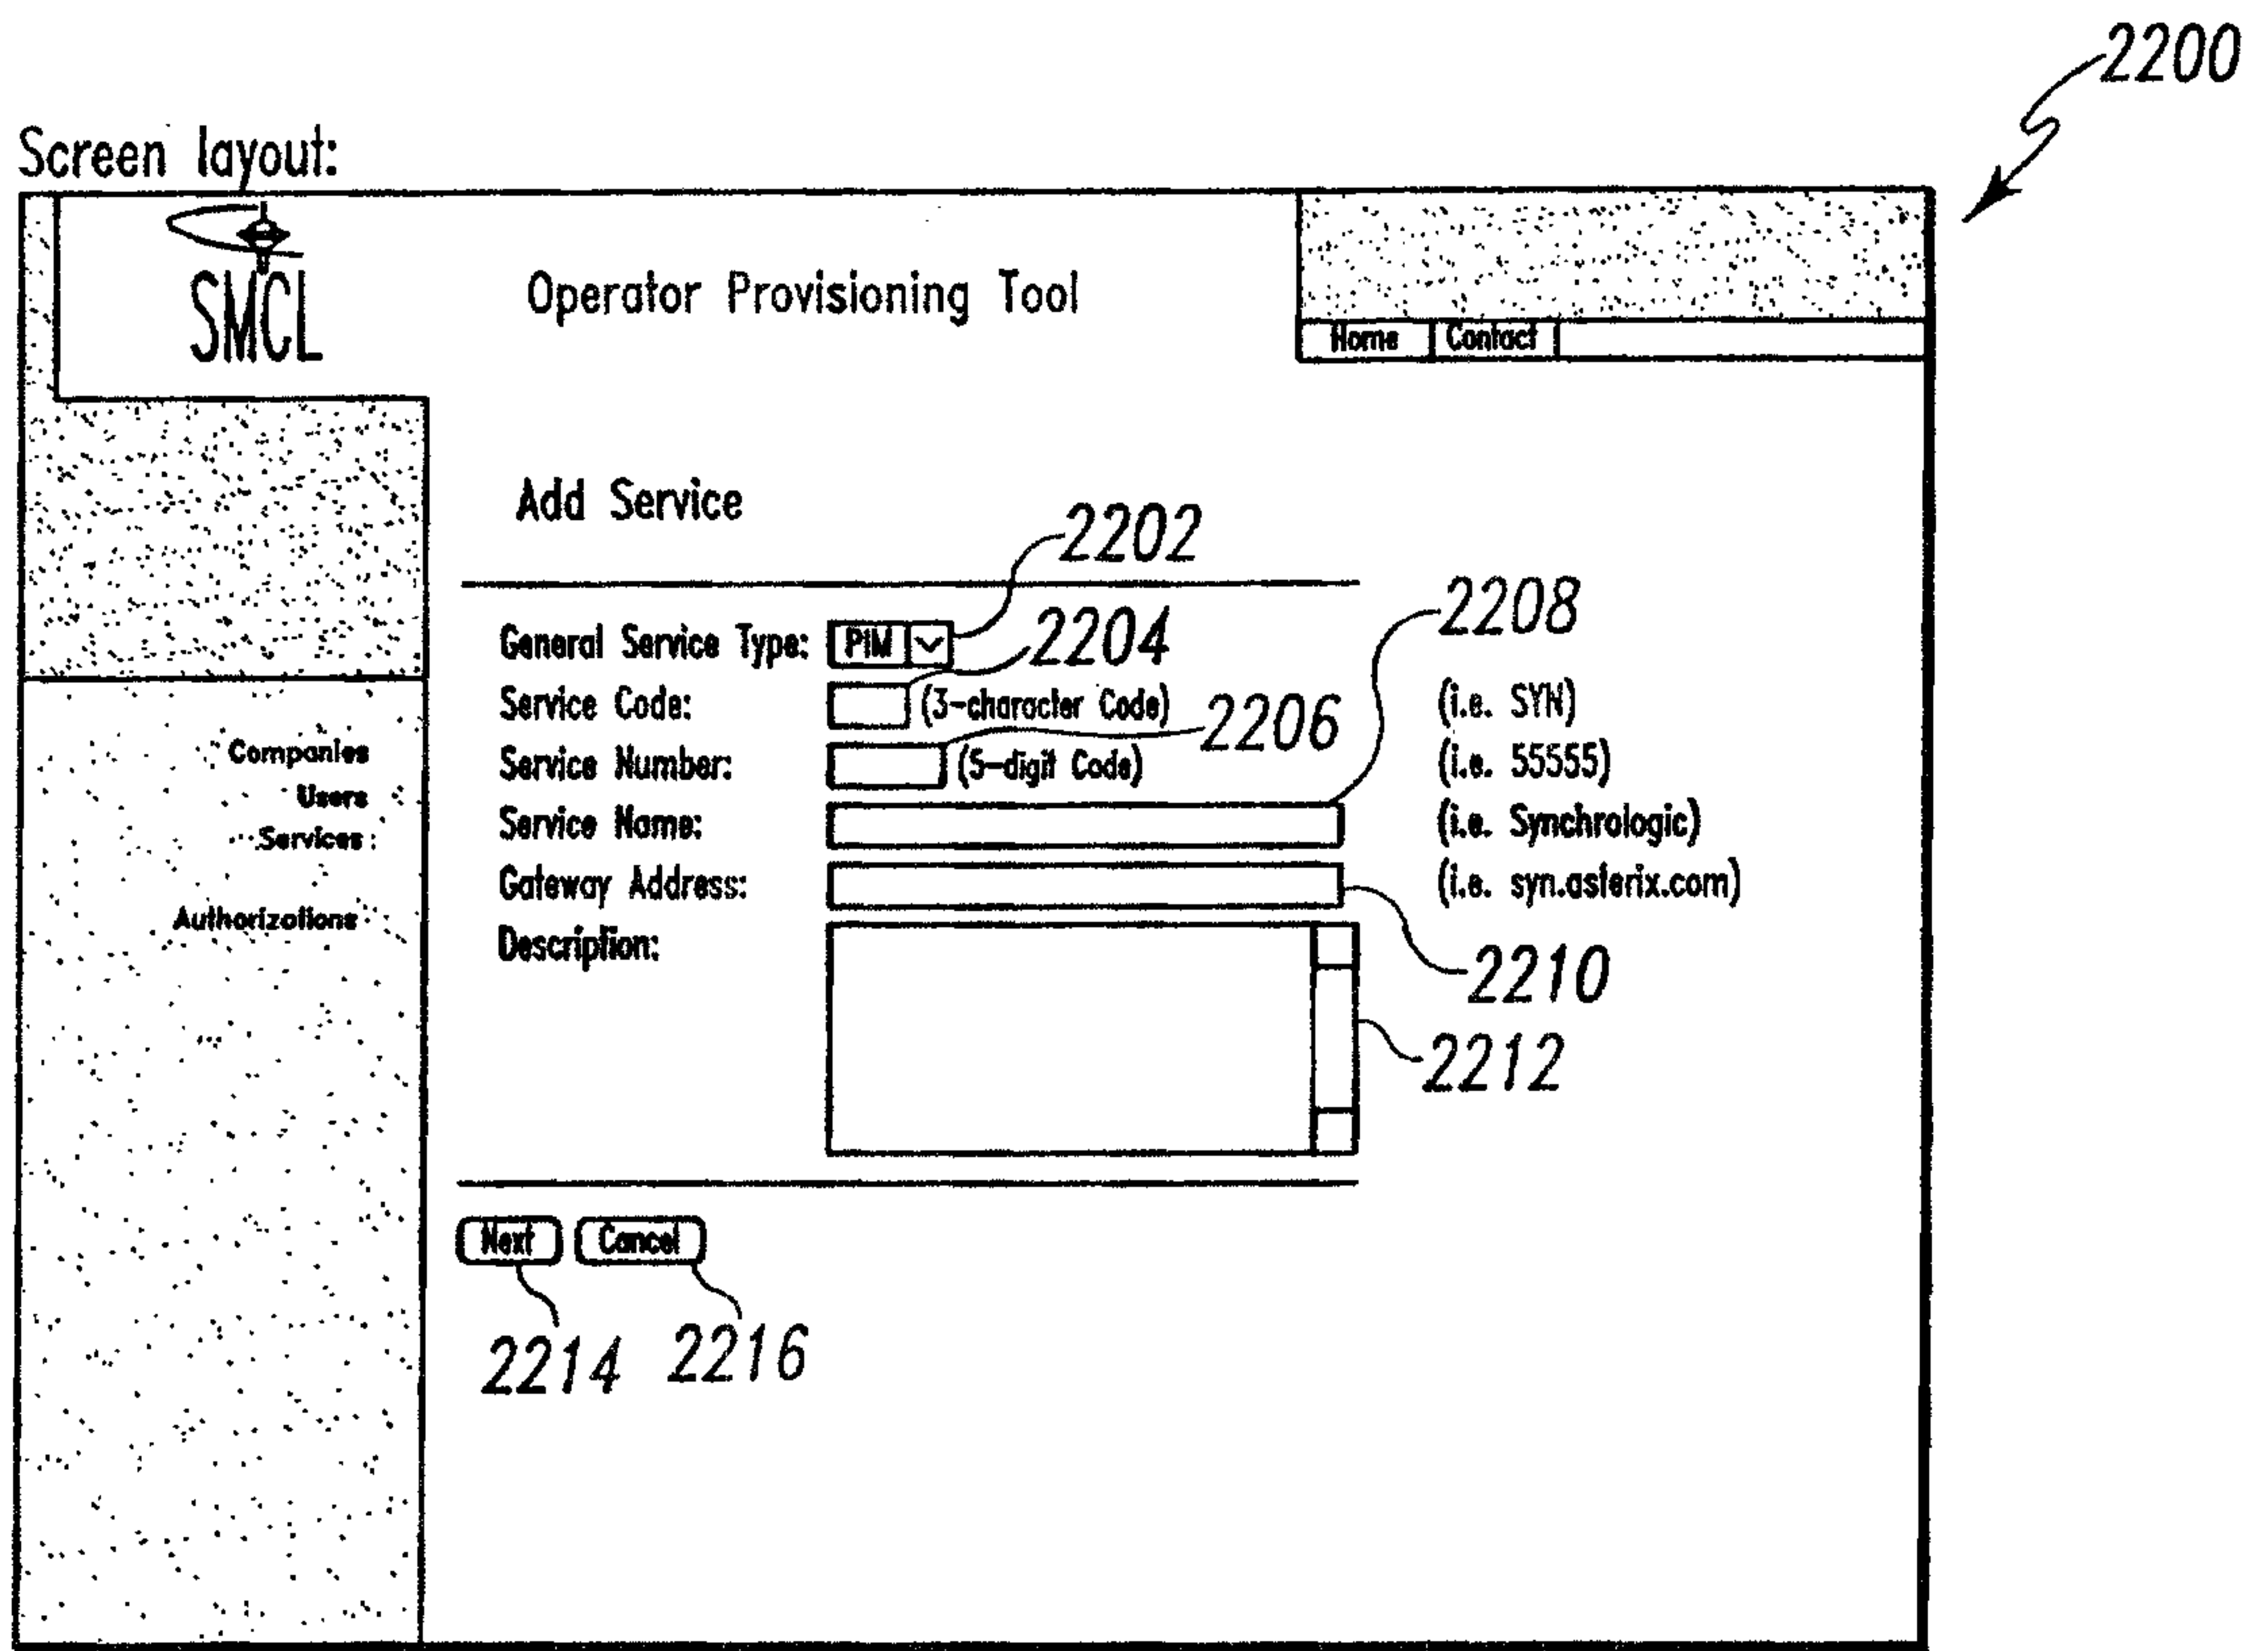 2200
Screen layout:
SMCL
Operator Provisioning Tool
Home Contact
Add Service
2202
2208
General Service Type: PIM 2204
Service Code: (3-character Code) (i.e. SYN)
2206
Service Number: (5-digit Code) (i.e. 55555)
Service Name: (i.e. Synchrologic)
Gateway Address: (i.e. syn.asterix.com)
Description:
2210
2212
Companies
Users
Services
Authorizations
Next Cancel
2214 2216